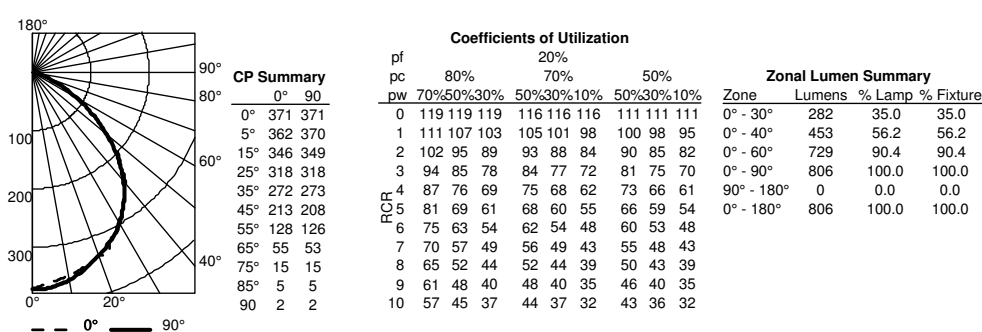 180°
90°
80°
60°
40°
100
200
300
0° 20°
0° 90°
CP Summary
0° 90
0° 371 371
5° 362 370
15° 346 349
25° 318 318
35° 272 273
45° 213 208
55° 128 126
65° 55 53
75° 15 15
85° 5 5
90 2 2
Coefficients of Utilization
pf 20%
pc 80% 70% 50%
pw 70%50%30% 50%30%10% 50%30%10%
RCR
0 119 119 119 116 116 116 111 111 111
1 111 107 103 105 101 98 100 98 95
2 102 95 89 93 88 84 90 85 82
3 94 85 78 84 77 72 81 75 70
4 87 76 69 75 68 62 73 66 61
5 81 69 61 68 60 55 66 59 54
6 75 63 54 62 54 48 60 53 48
7 70 57 49 56 49 43 55 48 43
8 65 52 44 52 44 39 50 43 39
9 61 48 40 48 40 35 46 40 35
10 57 45 37 44 37 32 43 36 32
Zonal Lumen Summary
Zone Lumens % Lamp % Fixture
0° - 30° 282 35.0 35.0
0° - 40° 453 56.2 56.2
0° - 60° 729 90.4 90.4
0° - 90° 806 100.0 100.0
90° - 180° 0 0.0 0.0
0° - 180° 806 100.0 100.0